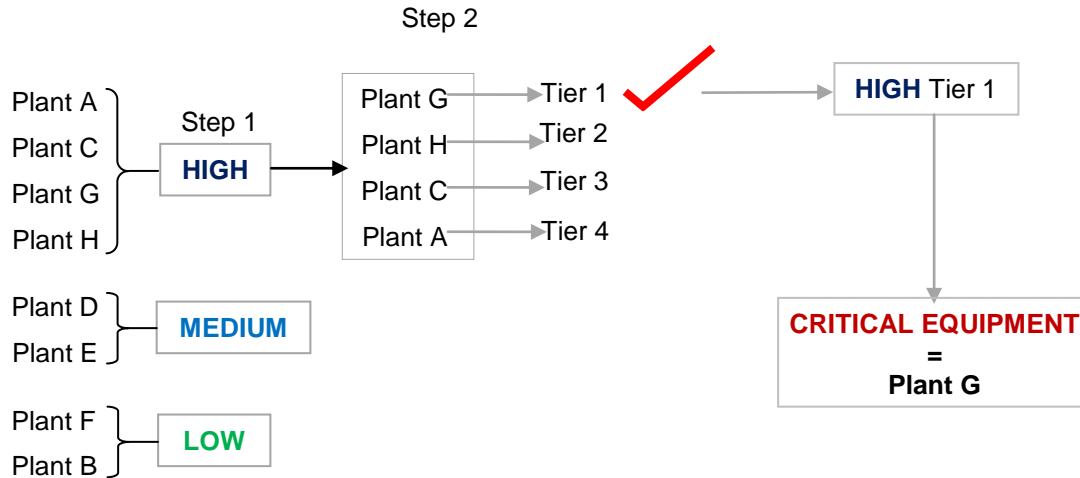 Step 2
Plant A
Plant C
Plant G
Plant H
Step 1
HIGH
Plant G
Plant H
Plant C
Plant A
Tier 1
Tier 2
Tier 3
Tier 4
HIGH Tier 1
CRITICAL EQUIPMENT
=
Plant G
Plant D
Plant E
MEDIUM
Plant F
Plant B
LOW